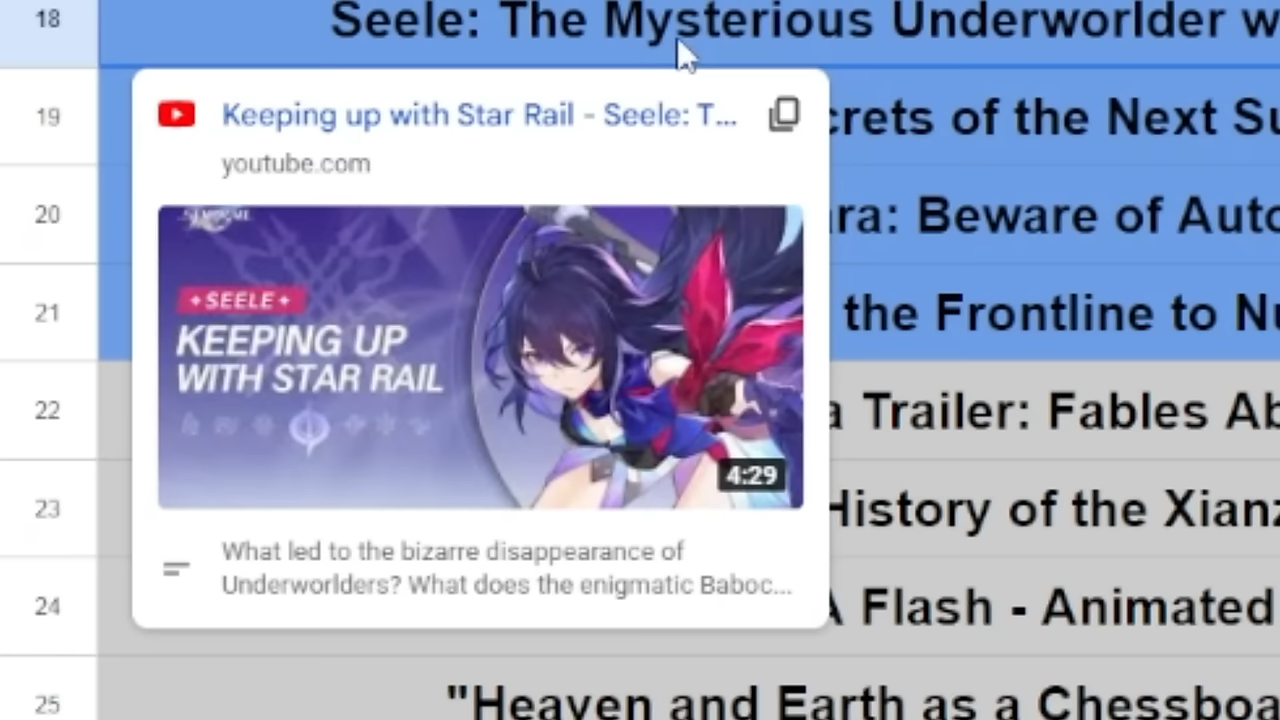 18
Seele: The Mysterious Underworlder w
19
crets of the Next Su
20
ra: Beware of Auto
21
the Frontline to Nu
22
a Trailer: Fables Ab
23
History of the Xianz
24
A Flash - Animated
25
"Heaven and Earth as a Chessboa
Keeping up with Star Rail - Seele: T...
youtube.com
SEELE
KEEPING UP
WITH STAR RAIL
4:29
What led to the bizarre disappearance of
Underworlders? What does the enigmatic Baboc...